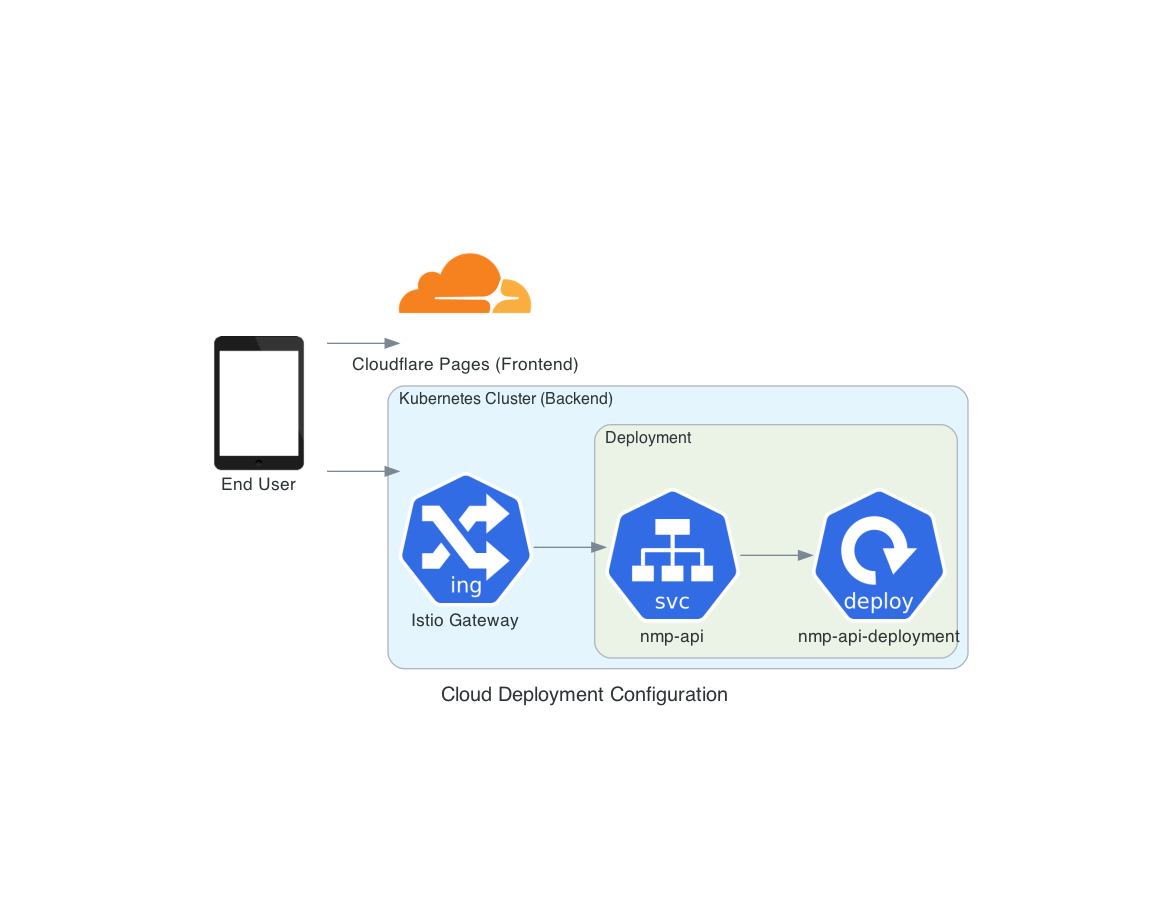 Cloudflare Pages (Frontend)
End User
Kubernetes Cluster (Backend)
Deployment
ing
Istio Gateway
svc
nmp-api
deploy
nmp-api-deployment
Cloud Deployment Configuration